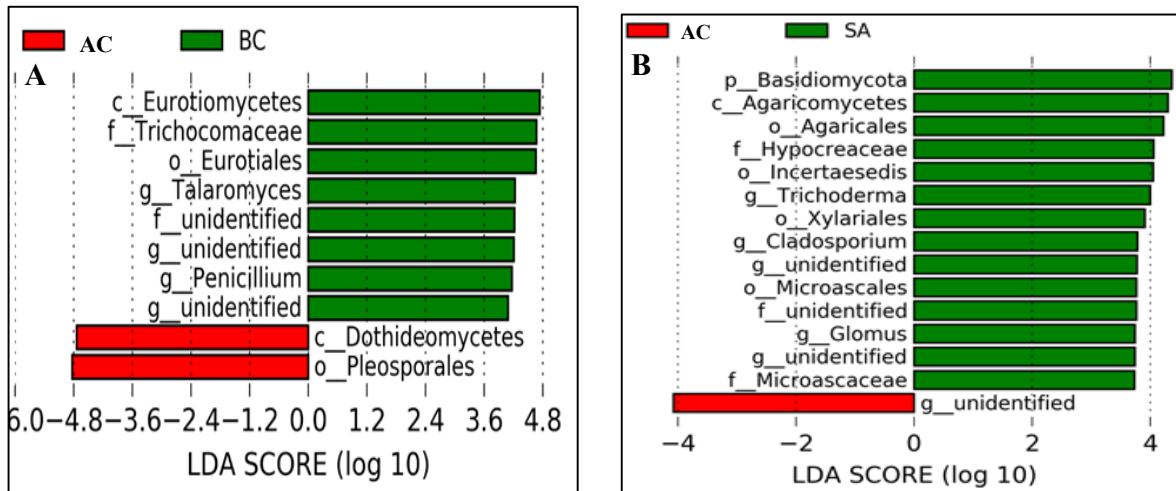 AC BC
A
c__Eurotiomycetes
f__Trichocomaceae
o__Eurotiales
g__Talaromyces
f__unidentified
g__unidentified
g__Penicillium
g__unidentified
c__Dothideomycetes
o__Pleosporales
6.0 −4.8 −3.6 −2.4 −1.2 0.0 1.2 2.4 3.6 4.8
LDA SCORE (log 10)
AC SA
B
p__Basidiomycota
c__Agaricomycetes
o__Agaricales
f__Hypocreaceae
o__Incertaesedis
g__Trichoderma
o__Xylariales
g__Cladosporium
g__unidentified
o__Microascales
f__unidentified
g__Glomus
g__unidentified
f__Microascaceae
g__unidentified
−4 −2 0 2 4
LDA SCORE (log 10)